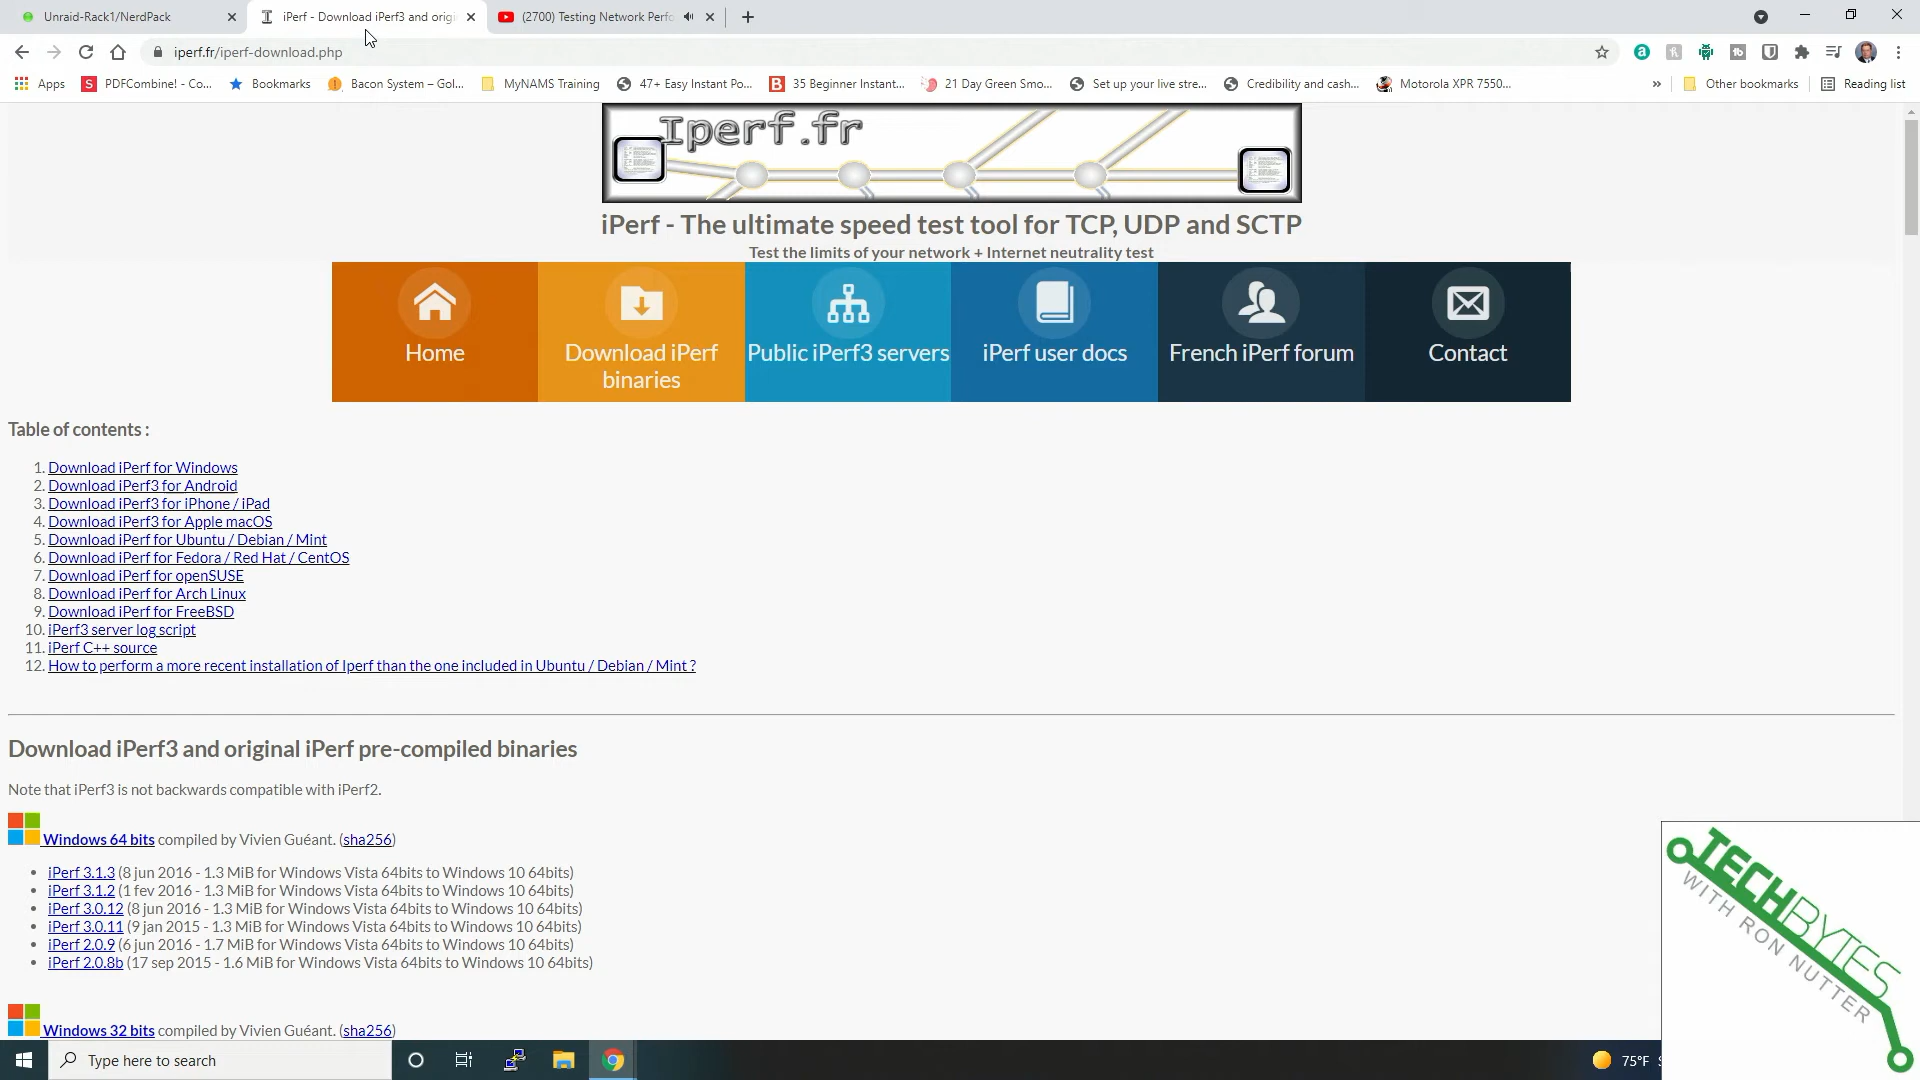 Unraid-Rack1/NerdPack
iPerf - Download iPerf3 and origi
(2700) Testing Network Perfo
iperf.fr/iperf-download.php
Apps
PDFCombine! - Co...
Bookmarks
Bacon System – Gol...
MyNAMS Training
47+ Easy Instant Po...
35 Beginner Instant...
21 Day Green Smo...
Set up your live stre...
Credibility and cash...
Motorola XPR 7550...
»
Other bookmarks
Reading list
Iperf.fr
iPerf - The ultimate speed test tool for TCP, UDP and SCTP
Test the limits of your network + Internet neutrality test
Home
Download iPerf
binaries
Public iPerf3 servers
iPerf user docs
French iPerf forum
Contact
Table of contents :
1. Download iPerf for Windows
2. Download iPerf3 for Android
3. Download iPerf3 for iPhone / iPad
4. Download iPerf3 for Apple macOS
5. Download iPerf for Ubuntu / Debian / Mint
6. Download iPerf for Fedora / Red Hat / CentOS
7. Download iPerf for openSUSE
8. Download iPerf for Arch Linux
9. Download iPerf for FreeBSD
10. iPerf3 server log script
11. iPerf C++ source
12. How to perform a more recent installation of Iperf than the one included in Ubuntu / Debian / Mint ?
Download iPerf3 and original iPerf pre-compiled binaries
Note that iPerf3 is not backwards compatible with iPerf2.
Windows 64 bits compiled by Vivien Guéant. (sha256)
• iPerf 3.1.3 (8 jun 2016 - 1.3 MiB for Windows Vista 64bits to Windows 10 64bits)
• iPerf 3.1.2 (1 fev 2016 - 1.3 MiB for Windows Vista 64bits to Windows 10 64bits)
• iPerf 3.0.12 (8 jun 2016 - 1.3 MiB for Windows Vista 64bits to Windows 10 64bits)
• iPerf 3.0.11 (9 jan 2015 - 1.3 MiB for Windows Vista 64bits to Windows 10 64bits)
• iPerf 2.0.9 (6 jun 2016 - 1.7 MiB for Windows Vista 64bits to Windows 10 64bits)
• iPerf 2.0.8b (17 sep 2015 - 1.6 MiB for Windows Vista 64bits to Windows 10 64bits)
Windows 32 bits compiled by Vivien Guéant. (sha256)
TECHBYTES
WITH RON NUTTER
Type here to search
75°F